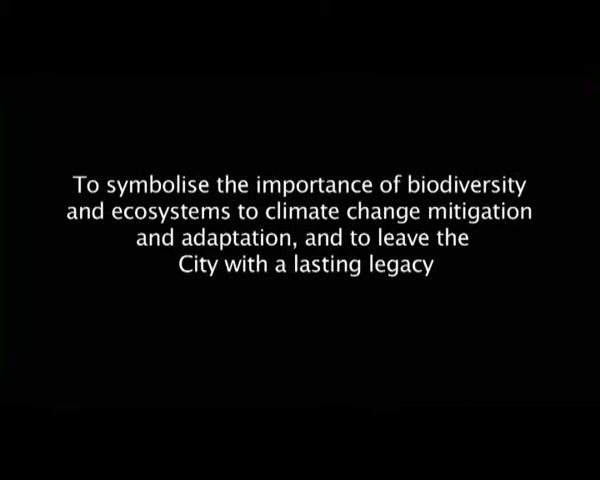 To symbolise the importance of biodiversity
and ecosystems to climate change mitigation
and adaptation, and to leave the
City with a lasting legacy